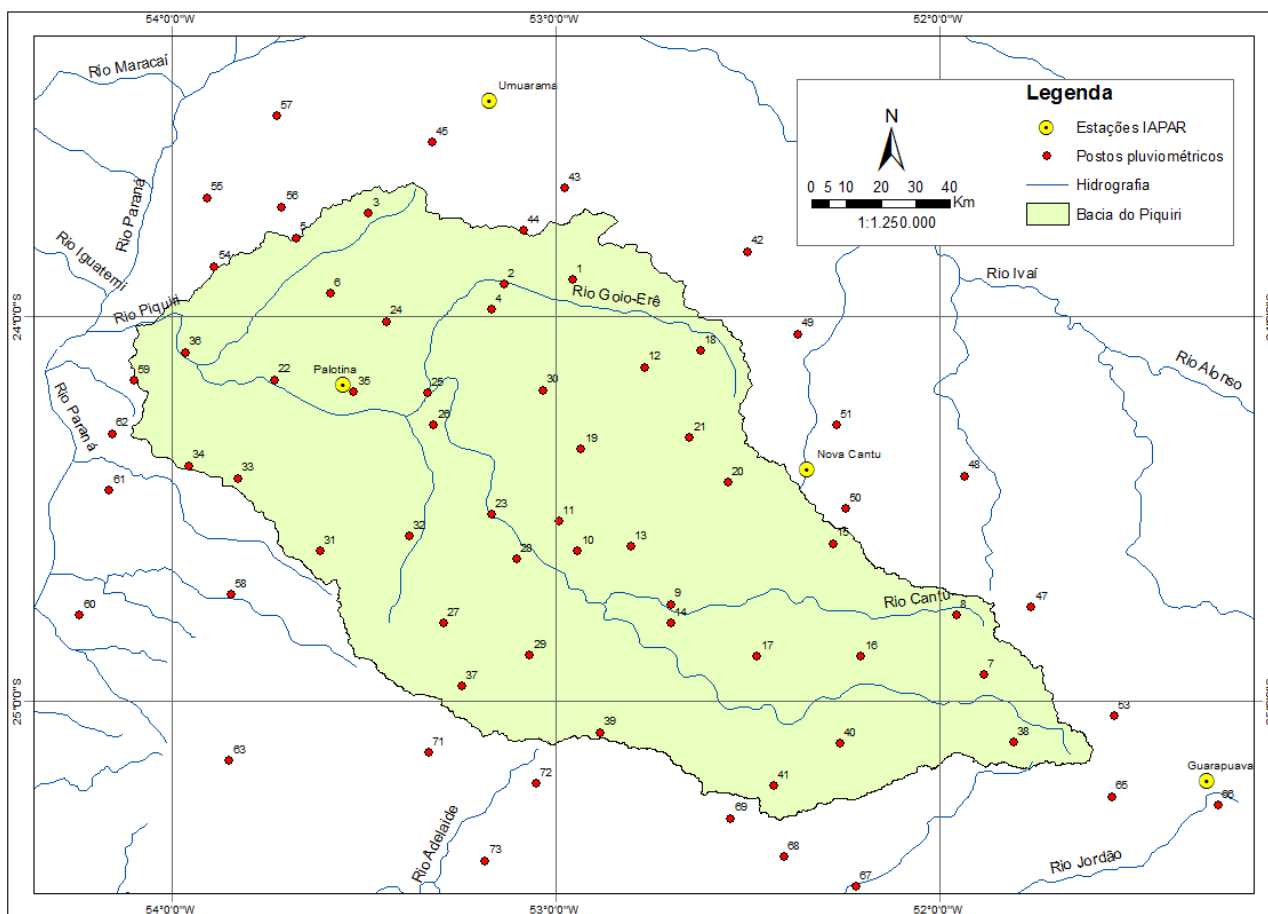 54°0'0"W
53°0'0"W
52°0'0"W
Rio Maracaí
Umuarama
57
45
55
56
3
43
44
5
42
54
Rio Paraná
Rio Iguatemi
Legenda
N
Estações IAPAR
Postos pluviométricos
0 5 10 20 30 40
Km
Hidrografia
1:1.250.000
Bacia do Piquiri
1
2
Rio Goio-Erê
6
4
24
Rio Piquiri
Rio Ivaí
24°0'0"S
24°0'0"S
49
18
36
12
Rio Alonso
22
Palotina
35
25
30
59
Rio Paraná
62
26
21
51
19
Nova Cantu
34
33
20
48
61
23
50
11
32
15
31
28
10
13
58
9
Rio Cantu
60
27
14
8
47
29
17
16
7
37
25°0'0"S
25°0'0"S
53
39
40
38
71
63
72
41
Guarapuava
65
66
69
Rio Adelaide
73
68
Rio Jordão
67
54°0'0"W
53°0'0"W
52°0'0"W